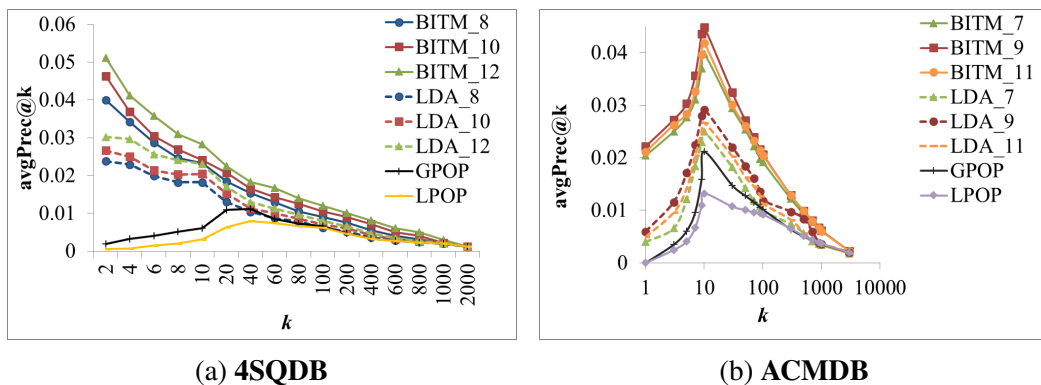 avgPrec@k
0.06
0.05
0.04
0.03
0.02
0.01
0
2 4 6 8 10 20 40 60 80 100 200 400 600 800 1000 2000
k
BITM_8
BITM_10
BITM_12
LDA_8
LDA_10
LDA_12
GPOP
LPOP
(a) 4SQDB
avgPrec@k
0.04
0.03
0.02
0.01
0
1 10 100 1000 10000
k
BITM_7
BITM_9
BITM_11
LDA_7
LDA_9
LDA_11
GPOP
LPOP
(b) ACMDB